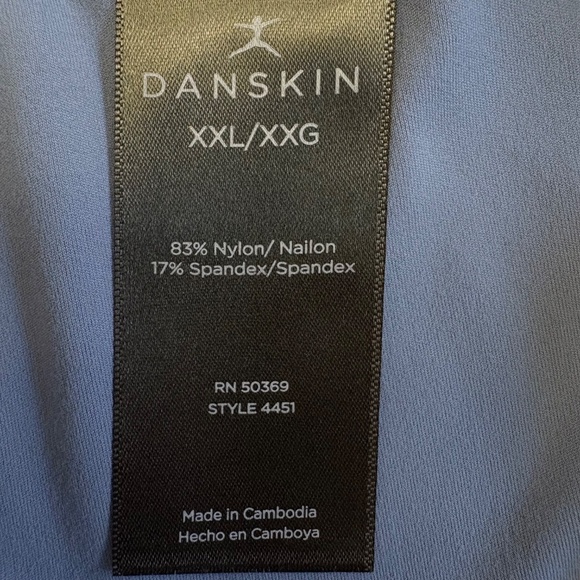 DANSKIN
XXL/XXG
83% Nylon/ Nailon
17% Spandex/Spandex
RN 50369
STYLE 4451
Made in Cambodia
Hecho en Camboya